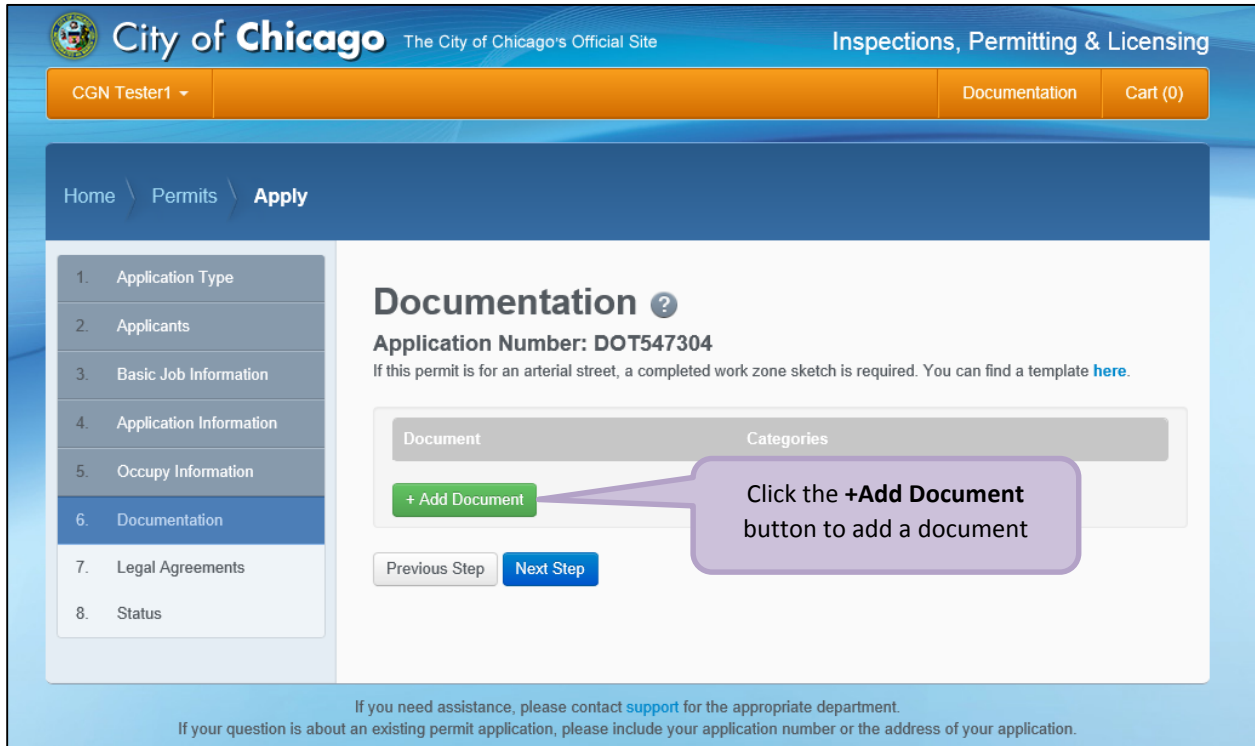 City of Chicago The City of Chicago's Official Site Inspections, Permitting & Licensing
CGN Tester1 Documentation Cart (0)
Home Permits Apply
1. Application Type
2. Applicants
3. Basic Job Information
4. Application Information
5. Occupy Information
6. Documentation
7. Legal Agreements
8. Status
Documentation ?
Application Number: DOT547304
If this permit is for an arterial street, a completed work zone sketch is required. You can find a template here.
Document Categories
+ Add Document
Click the +Add Document
button to add a document
Previous Step Next Step
If you need assistance, please contact support for the appropriate department.
If your question is about an existing permit application, please include your application number or the address of your application.